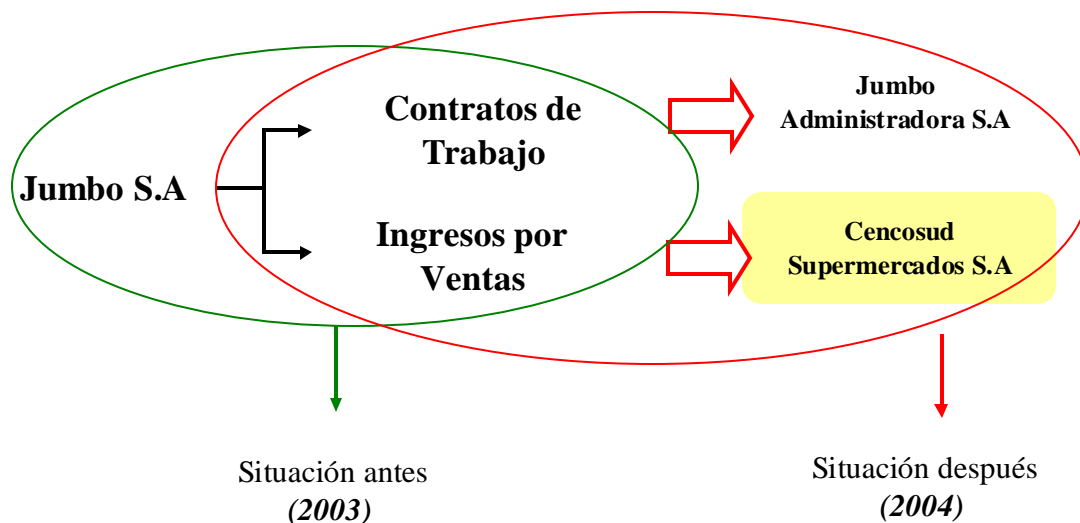 Jumbo S.A
Contratos de
Trabajo
Ingresos por
Ventas
Jumbo
Administradora S.A
Cencosud
Supermercados S.A
Situación antes
(2003)
Situación después
(2004)